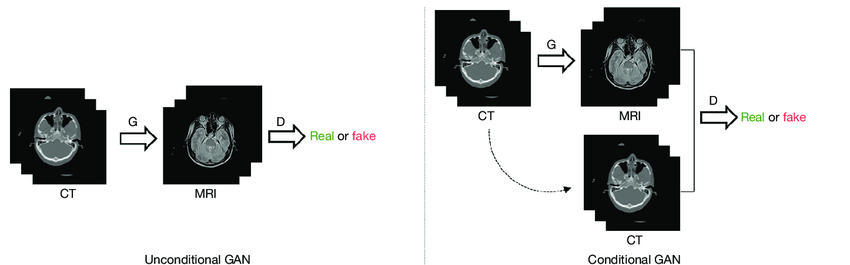 G
D
Real or fake
CT
MRI
Unconditional GAN
G
CT
MRI
D
Real or fake
CT
Conditional GAN